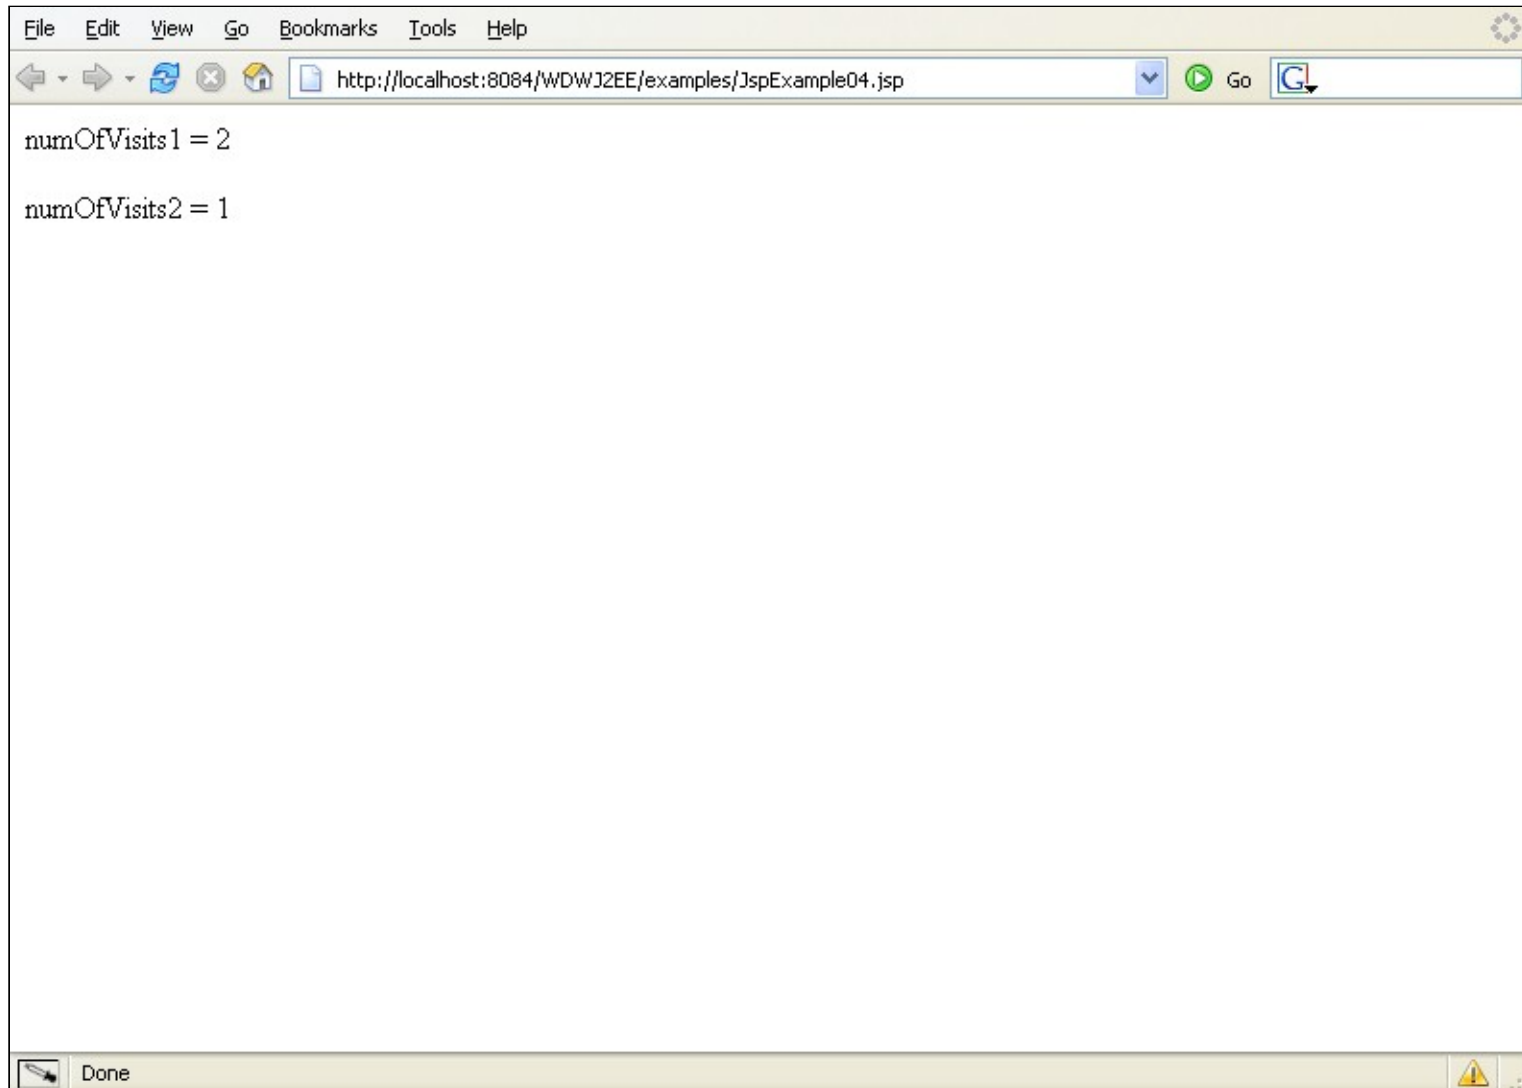 File Edit View Go Bookmarks Tools Help
http://localhost:8084/WDWJ2EE/examples/JspExample04.jsp Go G
numOfVisits1 = 2
numOfVisits2 = 1
Done